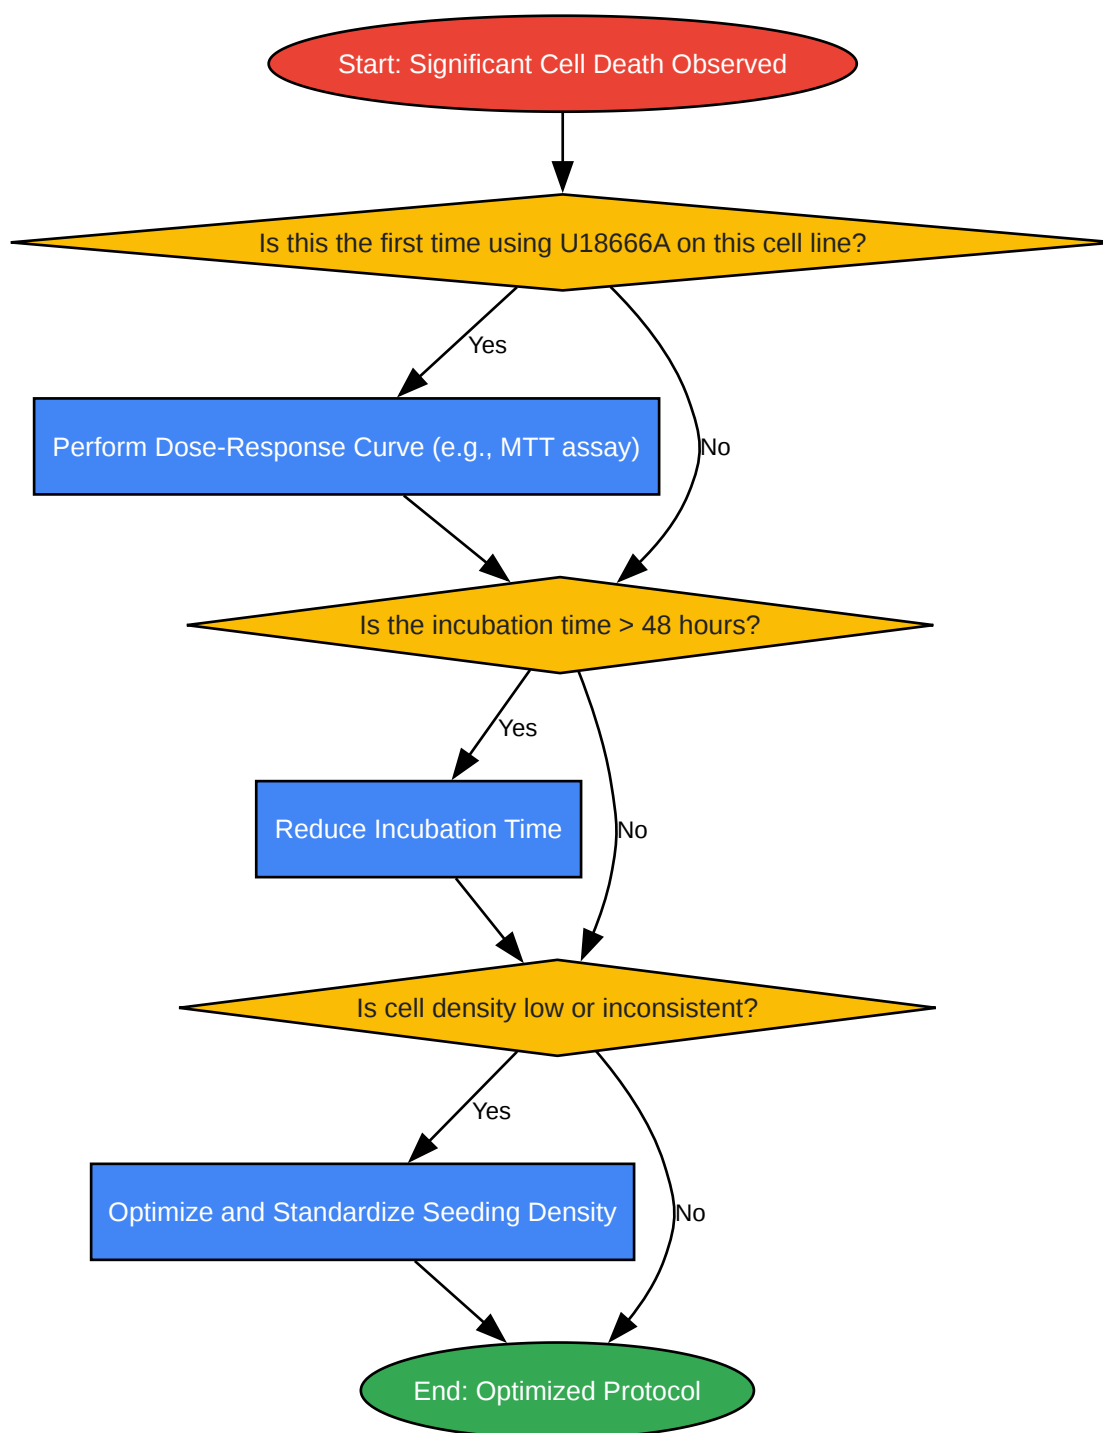 Start: Significant Cell Death Observed
Is this the first time using U18666A on this cell line?
Yes
Perform Dose-Response Curve (e.g., MTT assay)
No
Is the incubation time > 48 hours?
Yes
Reduce Incubation Time
No
Is cell density low or inconsistent?
Yes
Optimize and Standardize Seeding Density
No
End: Optimized Protocol